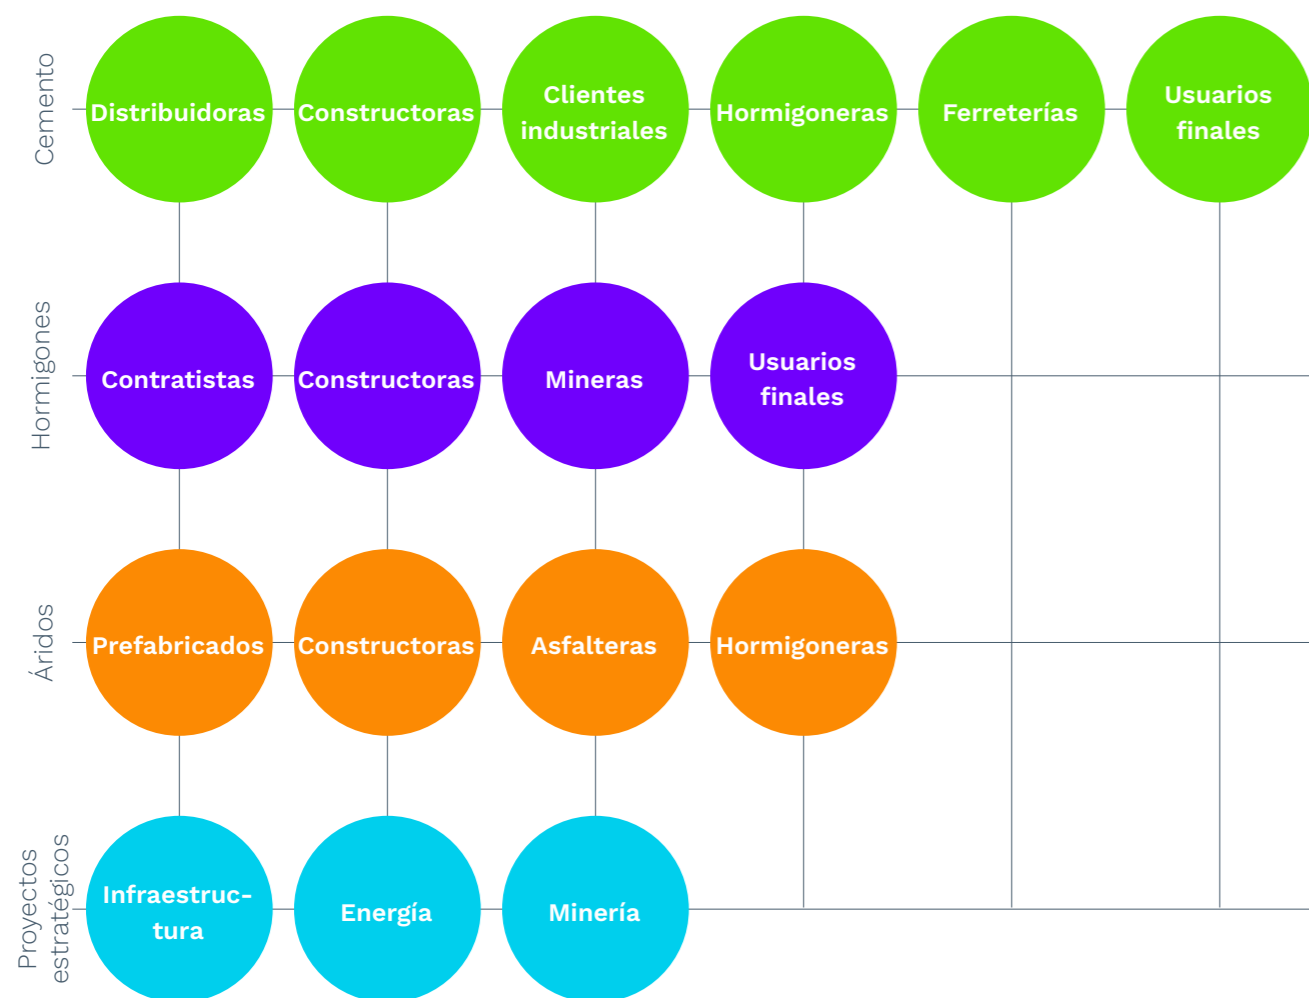 Cemento
Distribuidoras
Constructoras
Clientes
industriales
Hormigoneras
Ferreterías
Usuarios
finales
Hormigones
Contratistas
Constructoras
Mineras
Usuarios
finales
Áridos
Prefabricados
Constructoras
Asfalteras
Hormigoneras
Proyectos
estratégicos
Infraestruc-
tura
Energía
Minería